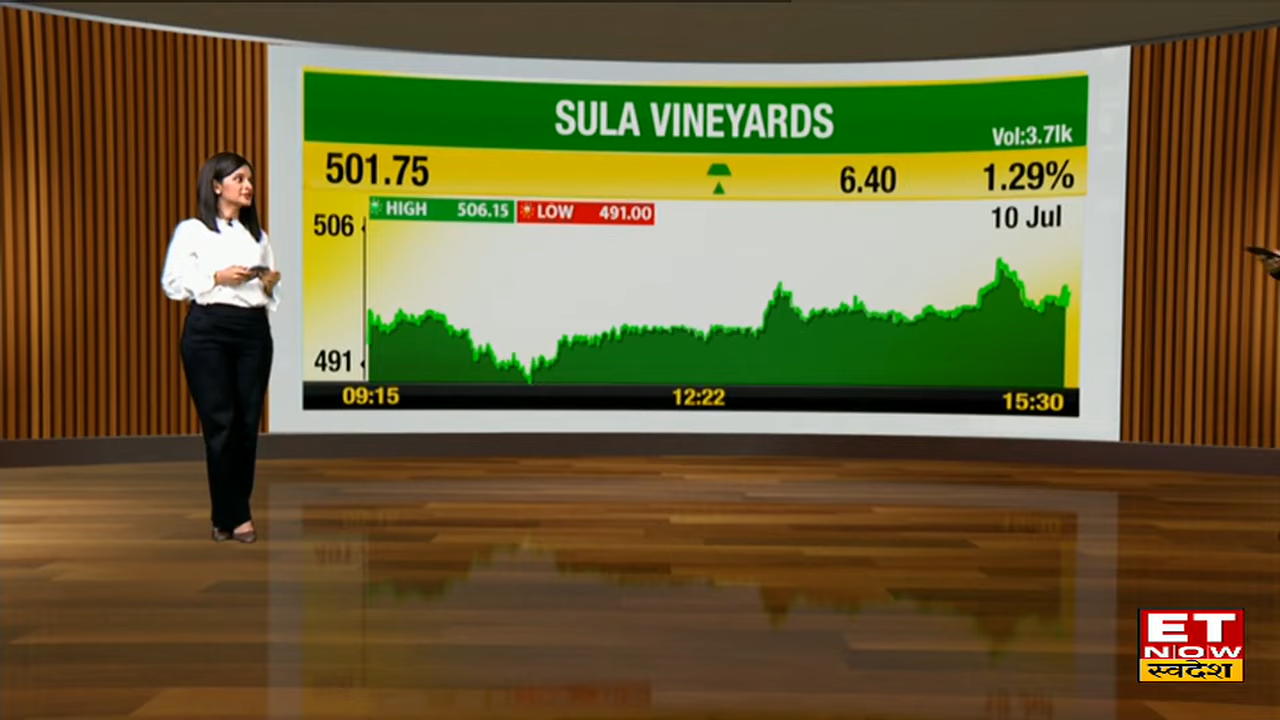 SULA VINEYARDS
Vol:3.7lk
501.75 6.40 1.29%
HIGH 506.15 LOW 491.00
10 Jul
506
491
09:15 12:22 15:30
ET
NOW
स्वदेश